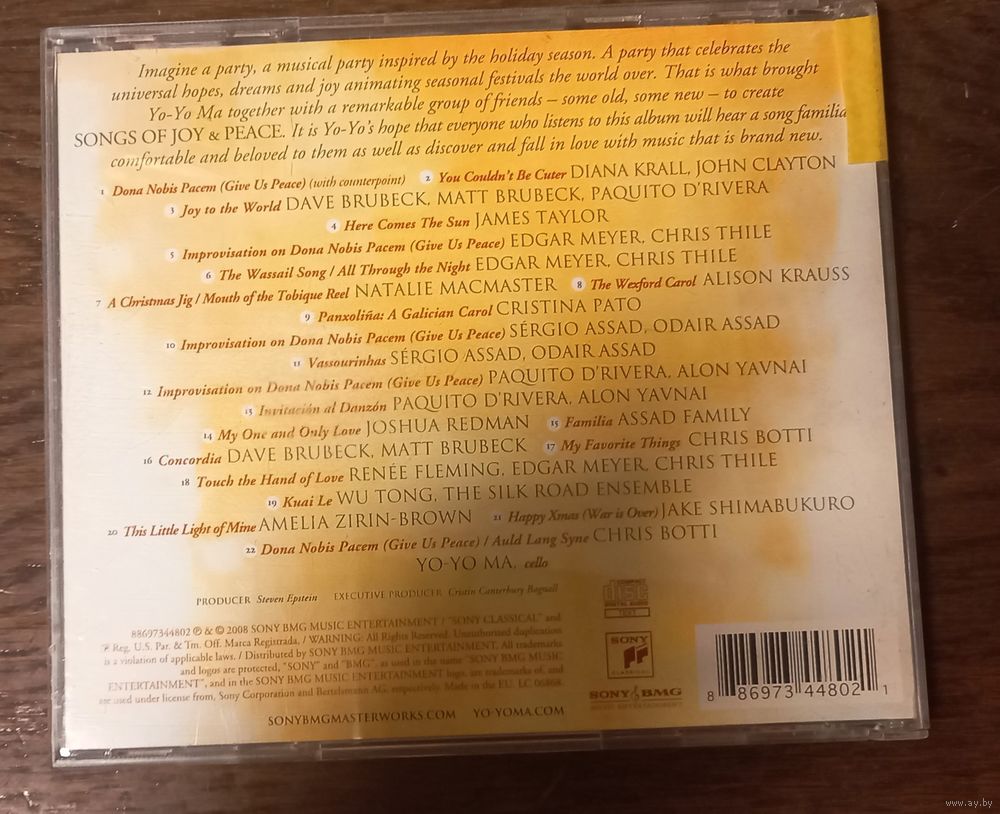 Imagine a party, a musical party inspired by the holiday season. A party that celebrates the
universal hopes, dreams and joy animating seasonal festivals the world over. That is what brought
Yo-Yo Ma together with a remarkable group of friends – some old, some new – to create
SONGS OF JOY & PEACE. It is Yo-Yo's hope that everyone who listens to this album will hear a song familia
comfortable and beloved to them as well as discover and fall in love with music that is brand new.
1 Dona Nobis Pacem (Give Us Peace) (with counterpoint) 2 You Couldn't Be Cuter DIANA KRALL, JOHN CLAYTON
3 Joy to the World DAVE BRUBECK, MATT BRUBECK, PAQUITO D'RIVERA
4 Here Comes The Sun JAMES TAYLOR
5 Improvisation on Dona Nobis Pacem (Give Us Peace) EDGAR MEYER, CHRIS THILE
6 The Wassail Song / All Through the Night EDGAR MEYER, CHRIS THILE
7 A Christmas Jig / Mouth of the Tobique Reel NATALIE MACMASTER 8 The Wexford Carol ALISON KRAUSS
9 Panxoliña: A Galician Carol CRISTINA PATO
10 Improvisation on Dona Nobis Pacem (Give Us Peace) SÉRGIO ASSAD, ODAIR ASSAD
11 Vassourinhas SÉRGIO ASSAD, ODAIR ASSAD
12 Improvisation on Dona Nobis Pacem (Give Us Peace) PAQUITO D'RIVERA, ALON YAVNAI
13 Invitación al Danzón PAQUITO D'RIVERA, ALON YAVNAI
14 My One and Only Love JOSHUA REDMAN 15 Familia ASSAD FAMILY
16 Concordia DAVE BRUBECK, MATT BRUBECK 17 My Favorite Things CHRIS BOTTI
18 Touch the Hand of Love RENÉE FLEMING, EDGAR MEYER, CHRIS THILE
19 Kuai Le WU TONG, THE SILK ROAD ENSEMBLE
20 This Little Light of Mine AMELIA ZIRIN-BROWN 21 Happy Xmas (War is Over) JAKE SHIMABUKURO
22 Dona Nobis Pacem (Give Us Peace) / Auld Lang Syne CHRIS BOTTI
YO-YO MA, cello
PRODUCER Steven Epstein EXECUTIVE PRODUCER Cristin Canterbury Bagnall
88697344802 ℗ & © 2008 SONY BMG MUSIC ENTERTAINMENT / "SONY CLASSICAL" and
Reg. U.S. Pat. & Tm. Off. Marca Registrada. / WARNING: All Rights Reserved. Unauthorized duplication
is a violation of applicable laws. / Distributed by SONY BMG MUSIC ENTERTAINMENT. All trademarks
and logos are protected. "SONY" and "BMG", as used in the name "SONY BMG MUSIC
ENTERTAINMENT", and in the SONY BMG MUSIC ENTERTAINMENT logo, are trademarks of, and
are used under license from, Sony Corporation and Bertelsmann AG, respectively. Made in the EU. LC 06868.
SONYBMGMASTERWORKS.COM YO-YOMA.COM
COMPACT
disc
DIGITAL AUDIO
TEXT
SONY
CLASSICAL
SONY BMG
MUSIC ENTERTAINMENT
8 86973 44802 1
www.ay.by